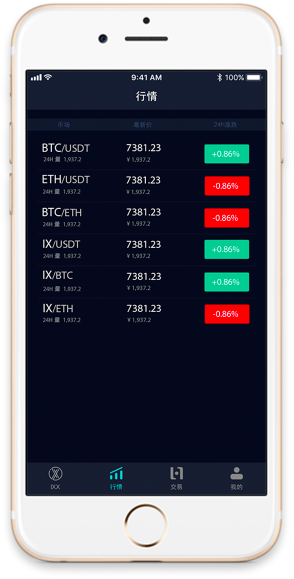 9:41 AM 100%
行情
市场 最新价 24h涨跌
BTC/USDT 7381.23 +0.86%
24H 量 1,937.2 ¥ 1,937.2
ETH/USDT 7381.23 -0.86%
24H 量 1,937.2 ¥ 1,937.2
BTC/ETH 7381.23 -0.86%
24H 量 1,937.2 ¥ 1,937.2
IX/USDT 7381.23 +0.86%
24H 量 1,937.2 ¥ 1,937.2
IX/BTC 7381.23 +0.86%
24H 量 1,937.2 ¥ 1,937.2
IX/ETH 7381.23 -0.86%
24H 量 1,937.2 ¥ 1,937.2
IXX 行情 交易 我的